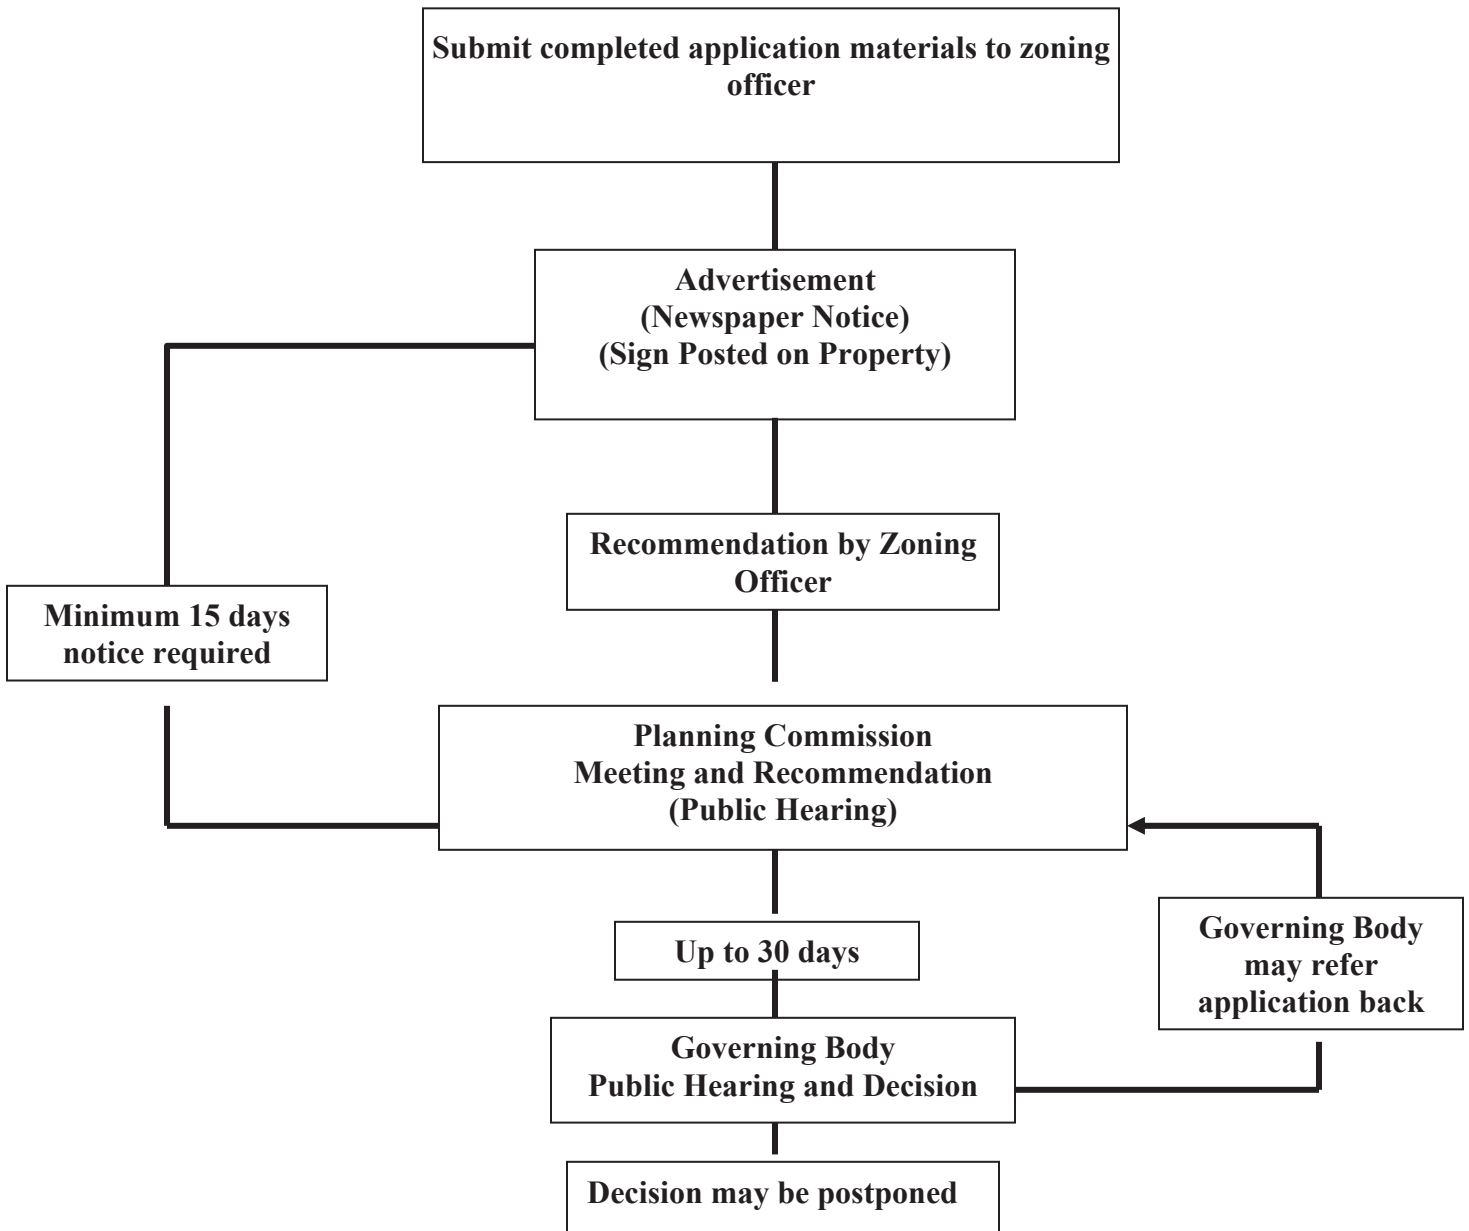 Submit completed application materials to zoning
officer
Advertisement
(Newspaper Notice)
(Sign Posted on Property)
Recommendation by Zoning
Officer
Minimum 15 days
notice required
Planning Commission
Meeting and Recommendation
(Public Hearing)
Up to 30 days
Governing Body
may refer
application back
Governing Body
Public Hearing and Decision
Decision may be postponed